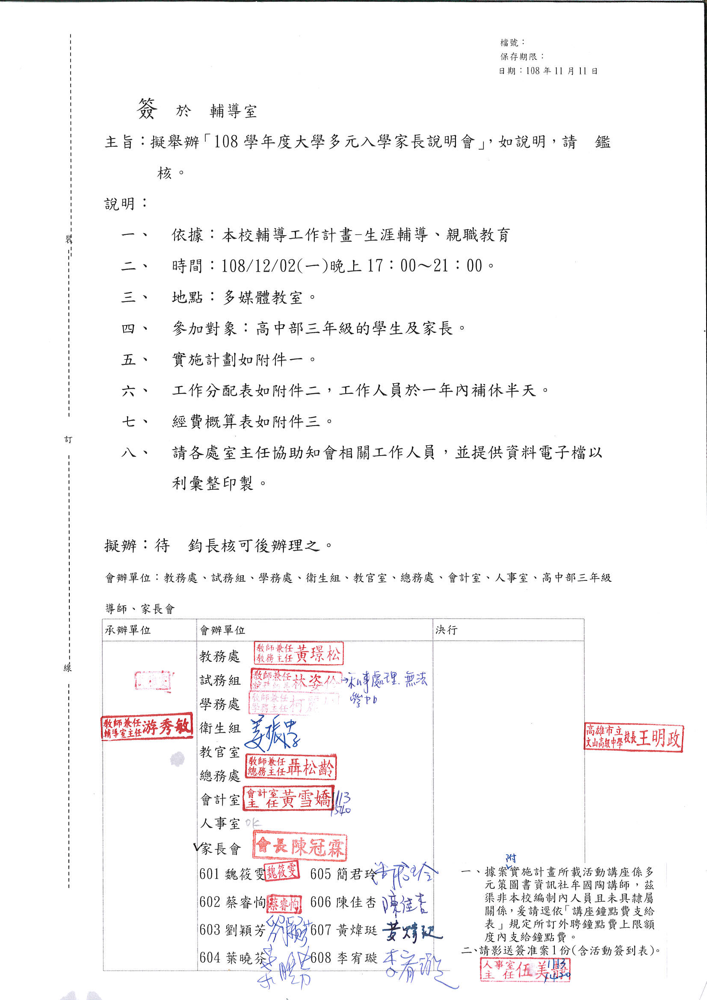 檔號：
保存期限：
日期：108 年 11 月 11 日
簽 於 輔導室
主旨：擬舉辦「108 學年度大學多元入學家長說明會」，如說明，請 鑑
核。
說明：
一、 依據：本校輔導工作計畫-生涯輔導、親職教育
二、 時間：108/12/02(一)晚上 17：00～21：00。
三、 地點：多媒體教室。
四、 參加對象：高中部三年級的學生及家長。
五、 實施計劃如附件一。
六、 工作分配表如附件二，工作人員於一年內補休半天。
七、 經費概算表如附件三。
八、 請各處室主任協助知會相關工作人員，並提供資料電子檔以
利彙整印製。
擬辦：待 鈞長核可後辦理之。
會辦單位：教務處、試務組、學務處、衛生組、教官室、總務處、會計室、人事室、高中部三年級
導師、家長會
裝
訂
線
承辦單位 會辦單位 決行
教師兼任
輔導室主任 游秀敏
教務處 教師兼任 教務主任 黃璟松
試務組 教師兼任 林姿伶 →私事處理.無法
參加
學務處 教師兼任 學務主任 柯麗
衛生組 姜振中
教官室
總務處 教師兼任 總務主任 聶松齡
會計室 會計室 主任 黃雪嬌 1113
1540
人事室 OK
✓家長會 會長陳冠霖
高雄市立
文山高級中學 校長 王明政
601 魏筱雯 魏筱雯 605 簡君玲 簡君玲
602 蔡睿恂 蔡睿恂 606 陳佳杏 陳佳杏
603 劉穎芳 劉穎芳 607 黃煒珽 黃煒珽
604 葉曉芬 葉曉芬 608 李宥璇 李宥璇
附
一、據案實施計畫所載活動講座係多
元策圖書資訊社牟國陶講師，茲
渠非本校編制內人員且未具隸屬
關係，爰請逕依「講座鐘點費支給
表」規定所訂外聘鐘點費上限額
度內支給鐘點費。
二、請影送簽准案1份(含活動簽到表)。
人事室
主任 伍美靜 1113
1430